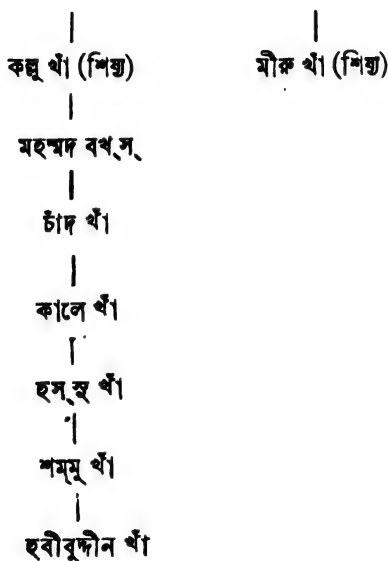 কল্লু খাঁ (শিষ্য) মীরু খাঁ (শিষ্য)
মহম্মদ বখ্‌স্
চাঁদ খাঁ
কালে খাঁ
হস্‌সু খাঁ
শম্‌মু খাঁ
হবীবুদ্দীন খাঁ